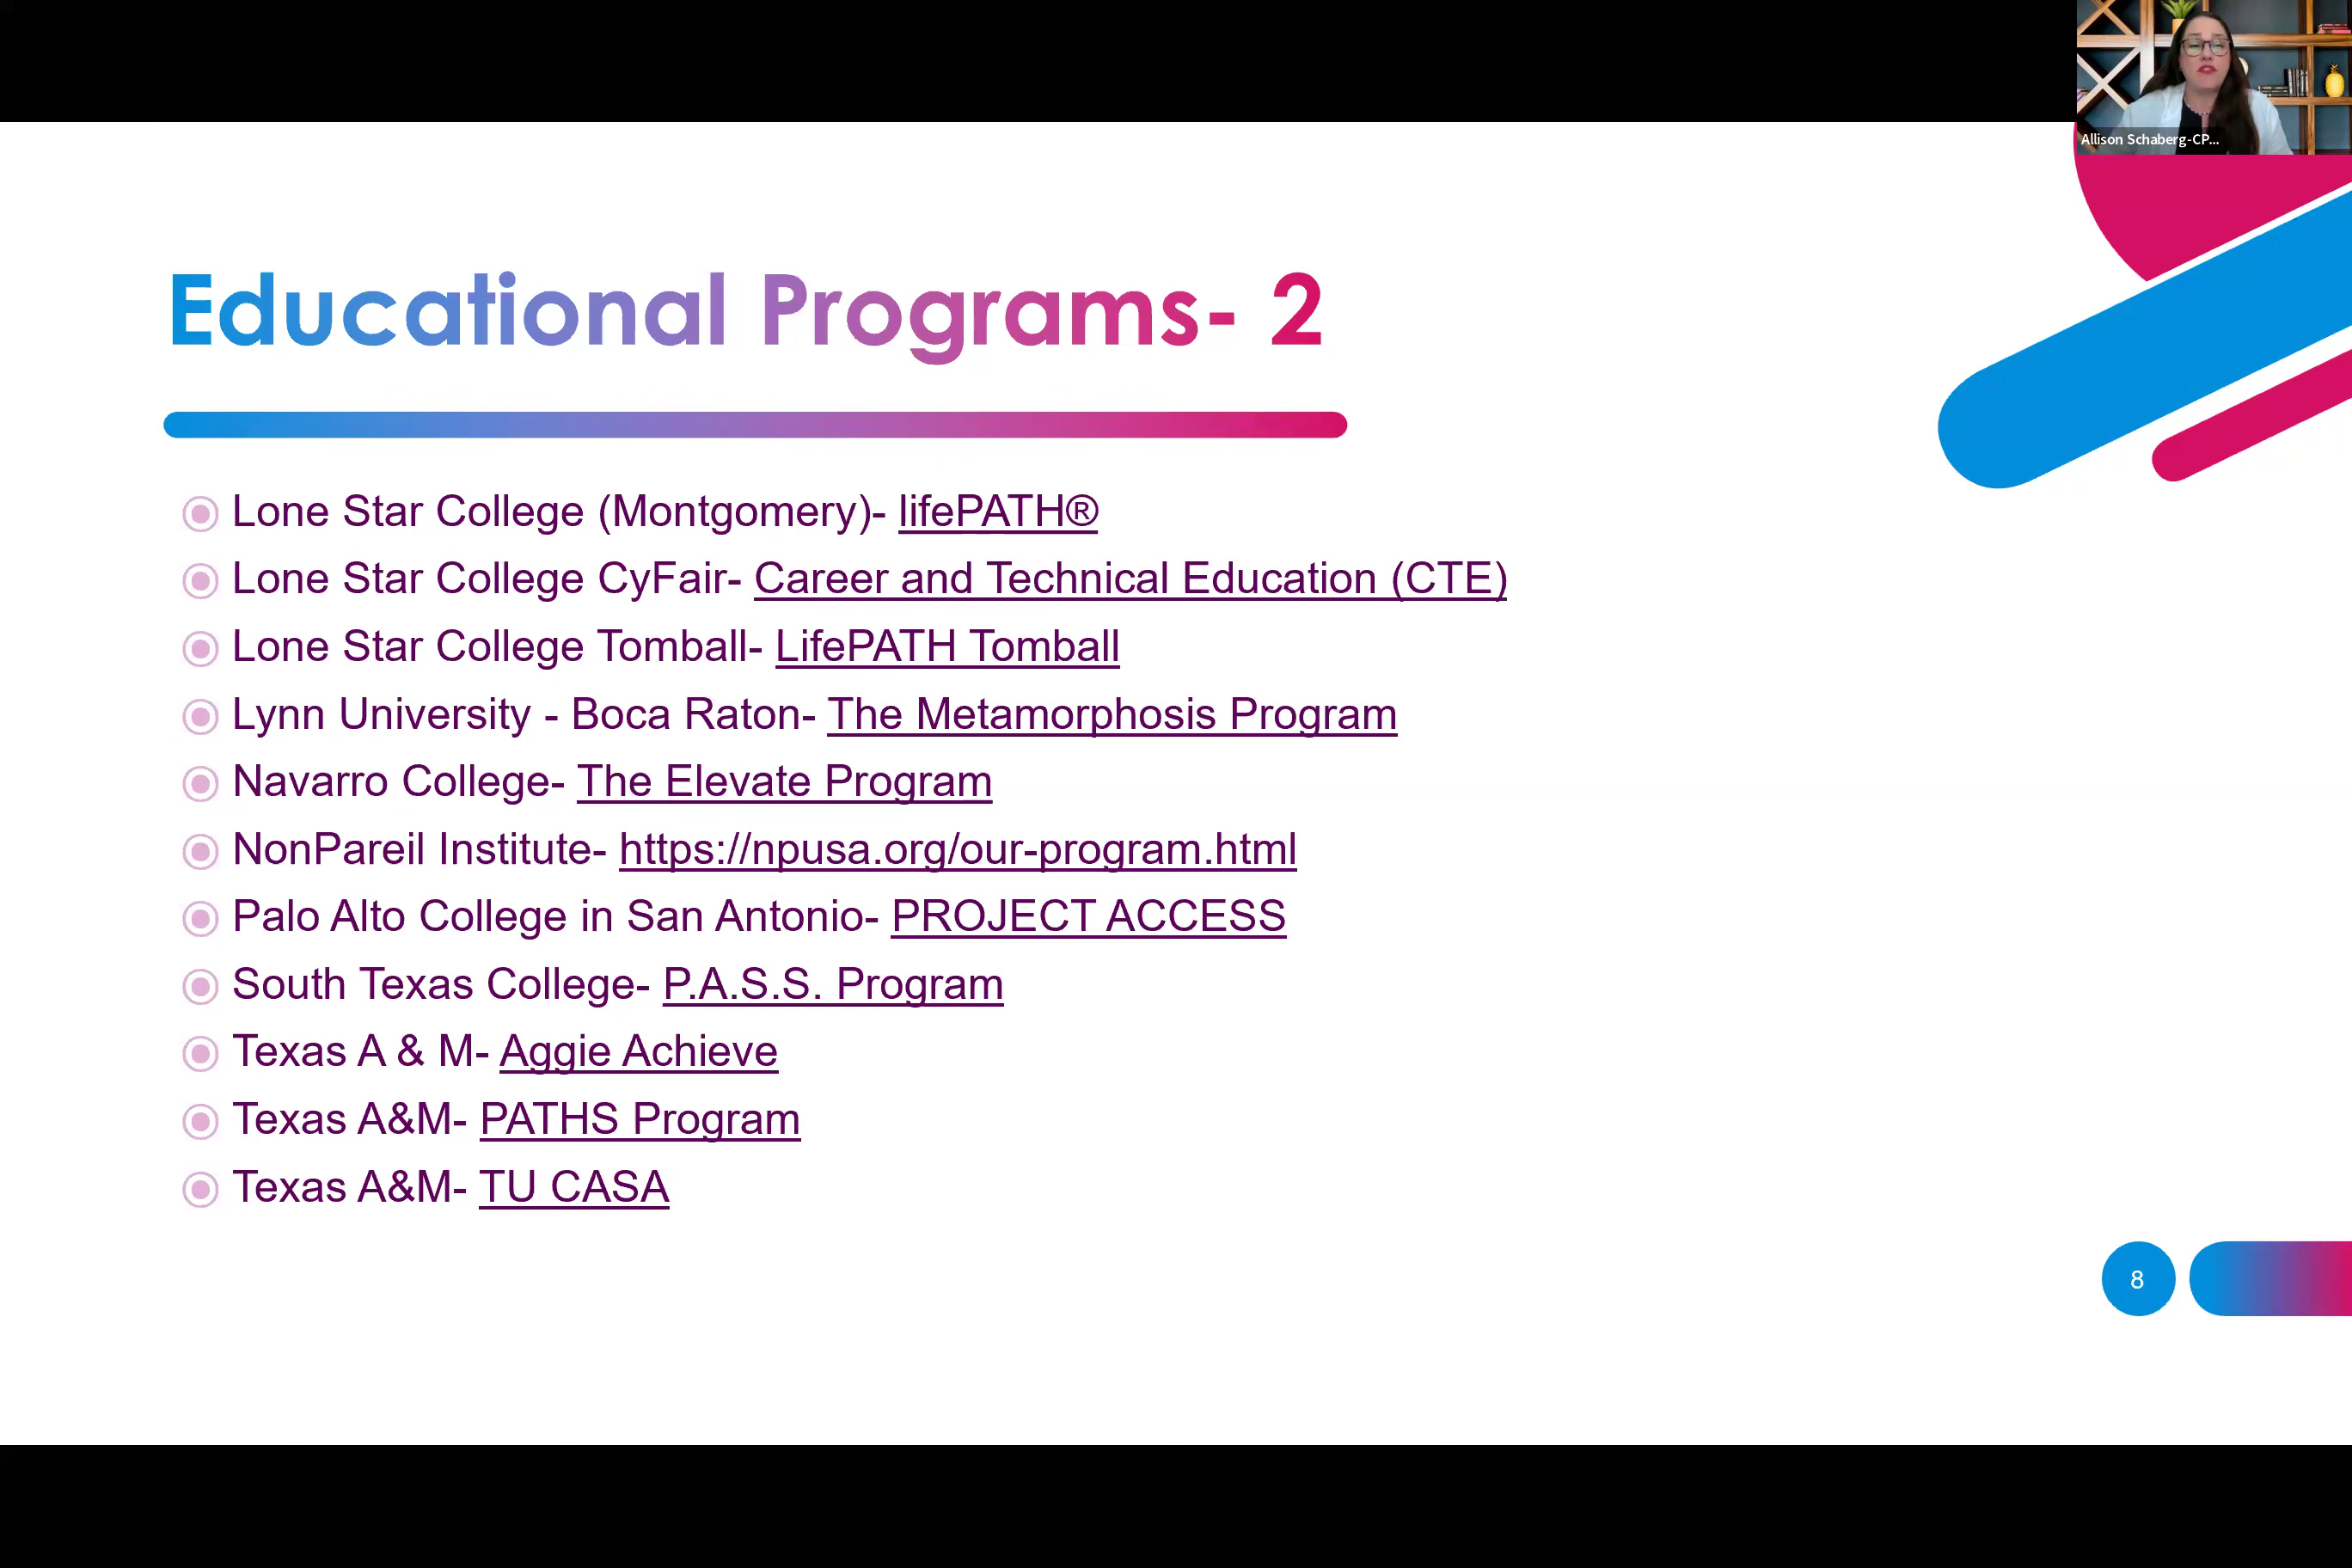 Allison Schaberg-CP...
Educational Programs- 2
Lone Star College (Montgomery)- lifePATH®
Lone Star College CyFair- Career and Technical Education (CTE)
Lone Star College Tomball- LifePATH Tomball
Lynn University - Boca Raton- The Metamorphosis Program
Navarro College- The Elevate Program
NonPareil Institute- https://npusa.org/our-program.html
Palo Alto College in San Antonio- PROJECT ACCESS
South Texas College- P.A.S.S. Program
Texas A & M- Aggie Achieve
Texas A&M- PATHS Program
Texas A&M- TU CASA
8